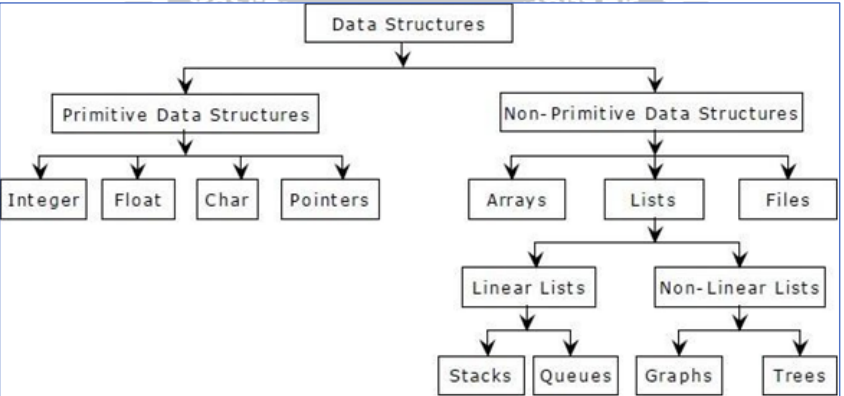 Data Structures
Primitive Data Structures
Non-Primitive Data Structures
Integer
Float
Char
Pointers
Arrays
Lists
Files
Linear Lists
Non-Linear Lists
Stacks
Queues
Graphs
Trees